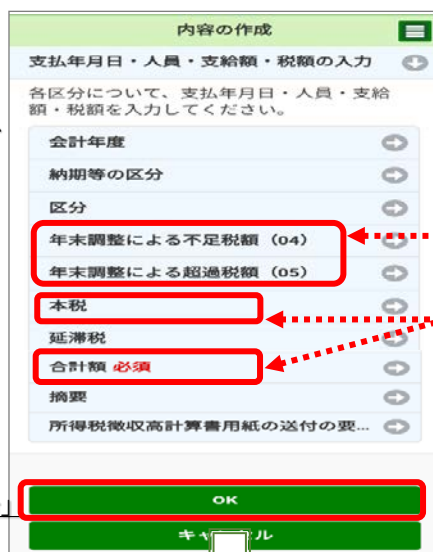 内容の作成
支払年月日・人員・支給額・税額の入力
各区分について、支払年月日・人員・支給
額・税額を入力してください。
会計年度
納期等の区分
区分
年末調整による不足税額（04）
年末調整による超過税額（05）
本税
延滞税
合計額 必須
摘要
所得税徴収高計算書用紙の送付の要...
OK
」